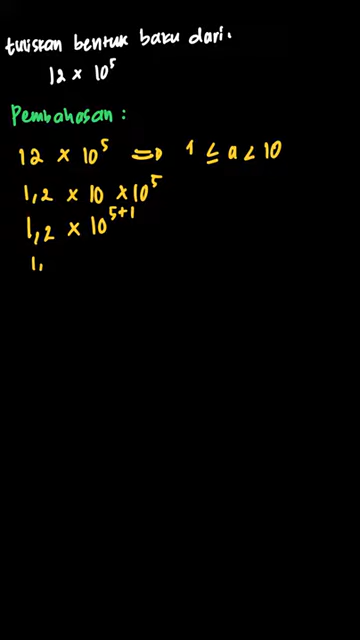 tuliskan bentuk baku dari.
12 × 10⁵
Pembahasan :
12 × 10⁵ ⇒ 1 ≤ a < 10
1,2 × 10 × 10⁵
1,2 × 10⁵⁺¹
1,